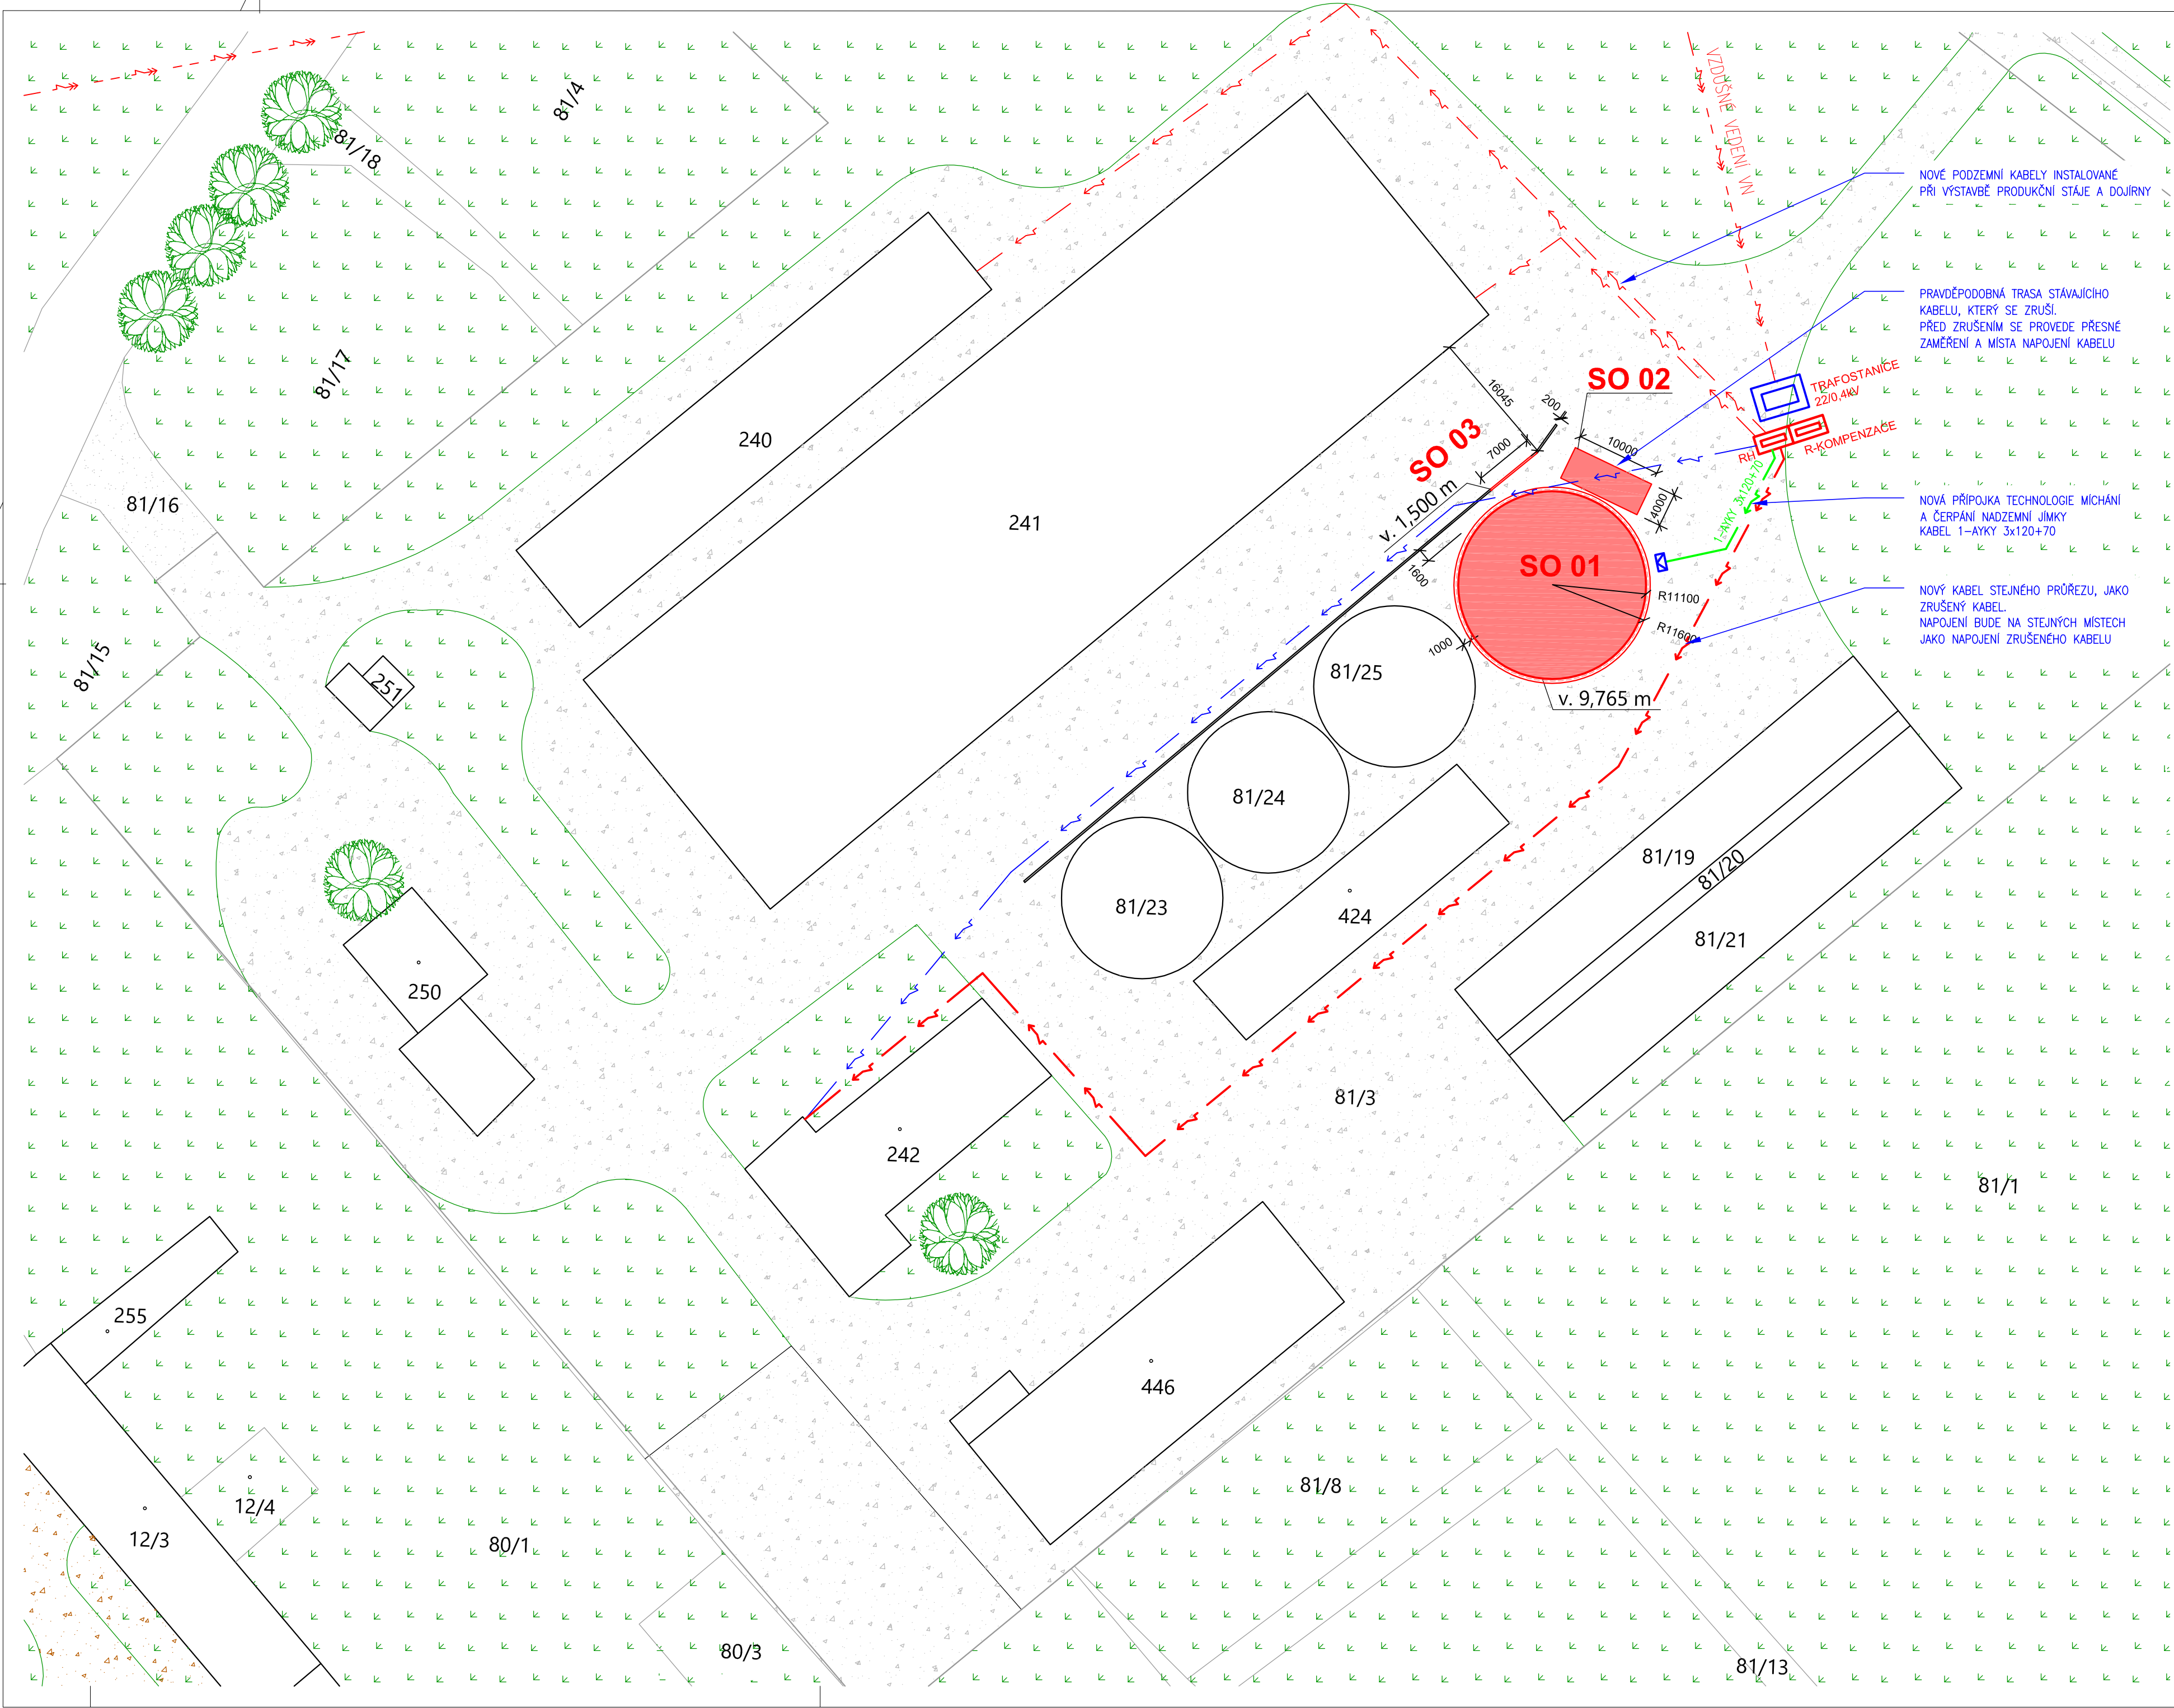 81/4
81/18
VZDUŠNÉ VEDENÍ VN
NOVÉ PODZEMNÍ KABELY INSTALOVANÉ
PŘI VÝSTAVBĚ PRODUKČNÍ STÁJE A DOJÍRNY
PRAVDĚPODOBNÁ TRASA STÁVAJÍCÍHO
KABELU, KTERÝ SE ZRUŠÍ.
PŘED ZRUŠENÍM SE PROVEDE PŘESNÉ
ZAMĚŘENÍ A MÍSTA NAPOJENÍ KABELU
81/17
SO 02
TRAFOSTANICE
22/0.4kV
16045
200
240
SO 03
7000
10000
RH
R-KOMPENZACE
81/16
241
v. 1,500 m
4000
1-AYKY 3x120+70
NOVÁ PŘÍPOJKA TECHNOLOGIE MÍCHÁNÍ
A ČERPÁNÍ NADZEMNÍ JÍMKY
KABEL 1-AYKY 3x120+70
SO 01
1600
R11100
R11600
NOVÝ KABEL STEJNÉHO PRŮŘEZU, JAKO
ZRUŠENÝ KABEL.
NAPOJENÍ BUDE NA STEJNÝCH MÍSTECH
JAKO NAPOJENÍ ZRUŠENÉHO KABELU
1000
81/15
251
81/25
v. 9,765 m
81/24
81/19
81/20
81/23
424
81/21
250
81/3
242
81/1
255
446
81/8
12/4
12/3
80/1
80/3
81/13